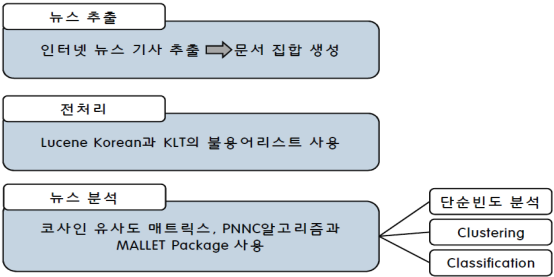 뉴스 추출
인터넷 뉴스 기사 추출 문서 집합 생성
전처리
Lucene Korean과 KLT의 불용어리스트 사용
뉴스 분석
코사인 유사도 매트릭스, PNNC알고리즘과
MALLET Package 사용
단순빈도 분석
Clustering
Classification